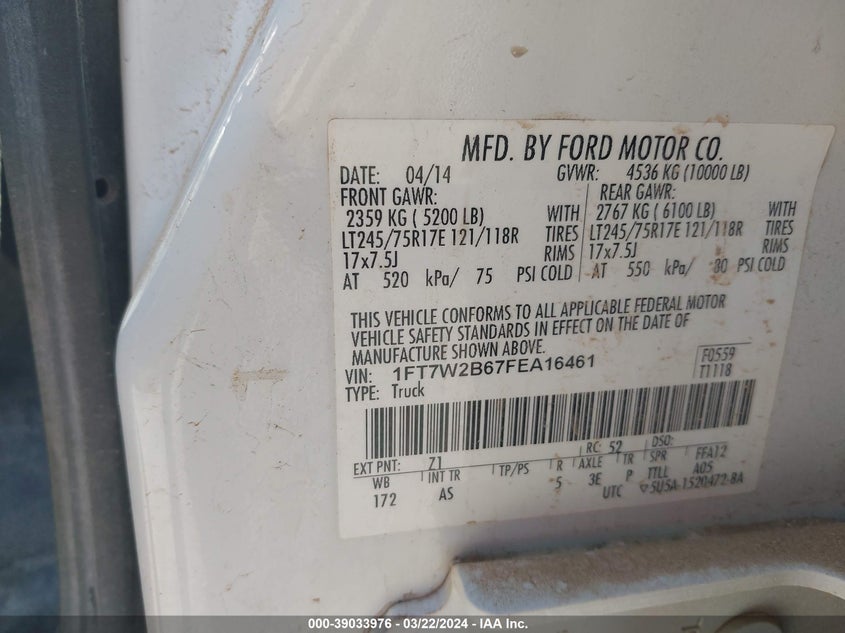 MFD. BY FORD MOTOR CO.
DATE: 04/14 GVWR: 4536 KG (10000 LB)
FRONT GAWR: REAR GAWR:
2359 KG ( 5200 LB) WITH 2767 KG ( 6100 LB) WITH
LT245/75R17E 121/118R TIRES LT245/75R17E 121/118R TIRES
17x7.5J RIMS 17x7.5J RIMS
AT 520 kPa/ 75 PSI COLD AT 550 kPa/ 80 PSI COLD
THIS VEHICLE CONFORMS TO ALL APPLICABLE FEDERAL MOTOR
VEHICLE SAFETY STANDARDS IN EFFECT ON THE DATE OF
MANUFACTURE SHOWN ABOVE.
VIN: 1FT7W2B67FEA16461 F0559
TYPE: Truck T1118
EXT PNT: Z1 RC: 52 DSO:
WB INT TR TP/PS R AXLE TR SPR FFA12
172 AS 5 3E P TTLL A05
UTC ▽5U5A-1520472-BA
000-39033976 - 03/22/2024 - IAA Inc.